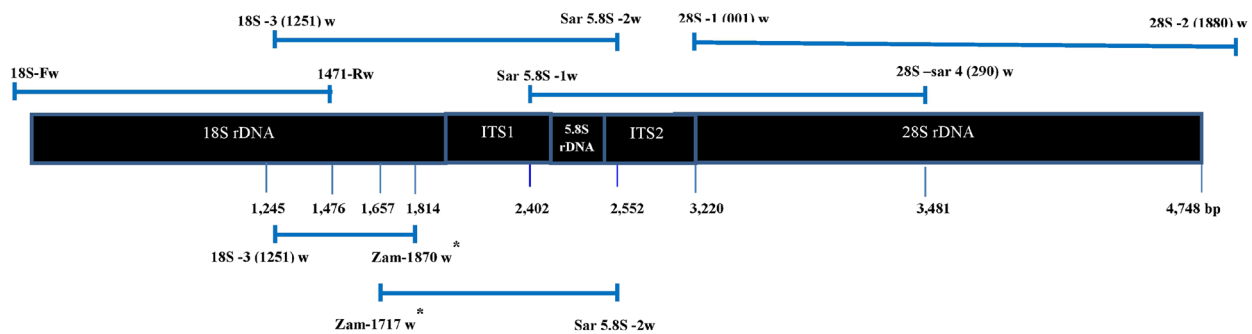 18S -3 (1251) w Sar 5.8S -2w 28S -1 (001) w 28S -2 (1880) w
18S-Fw 1471-Rw Sar 5.8S -1w 28S –sar 4 (290) w
18S rDNA ITS1 5.8S rDNA ITS2 28S rDNA
1,245 1,476 1,657 1,814 2,402 2,552 3,220 3,481 4,748 bp
18S -3 (1251) w Zam-1870 w*
Zam-1717 w* Sar 5.8S -2w